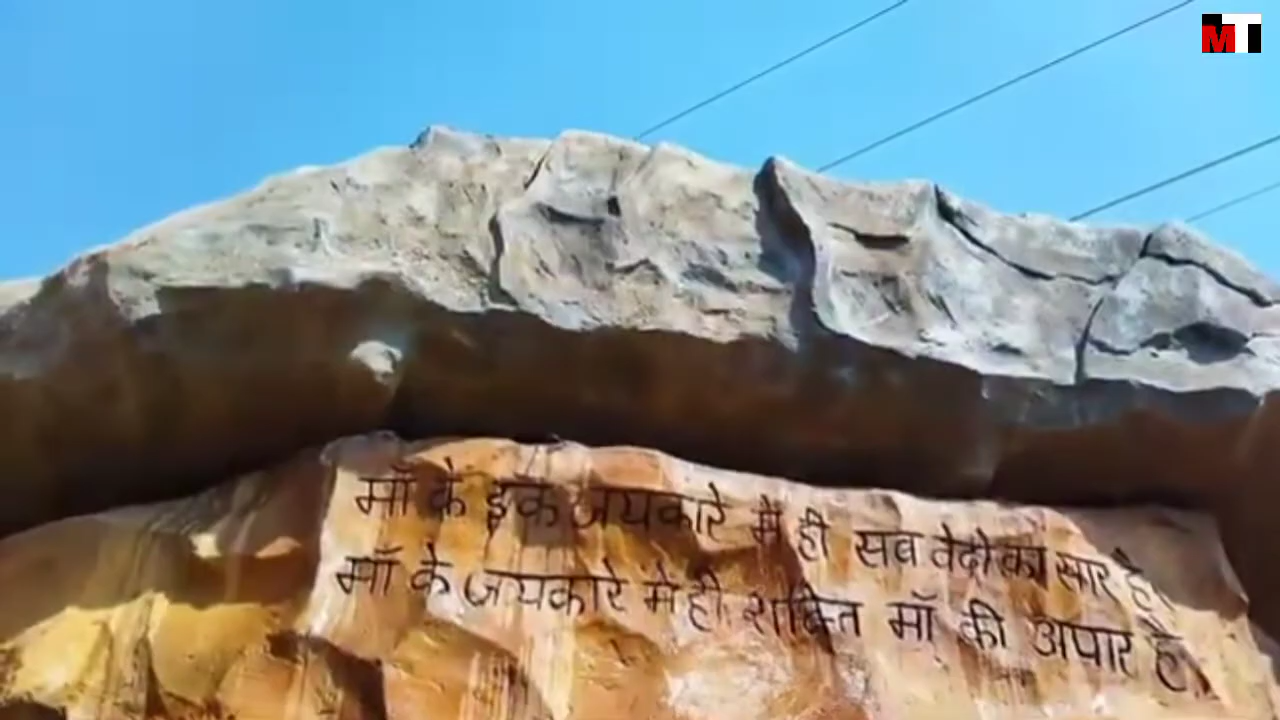 MT
माँ के इक जयकारे मे ही सब वेदो का सार है।
माँ के जयकारे मे ही शक्ति माँ की अपार है,